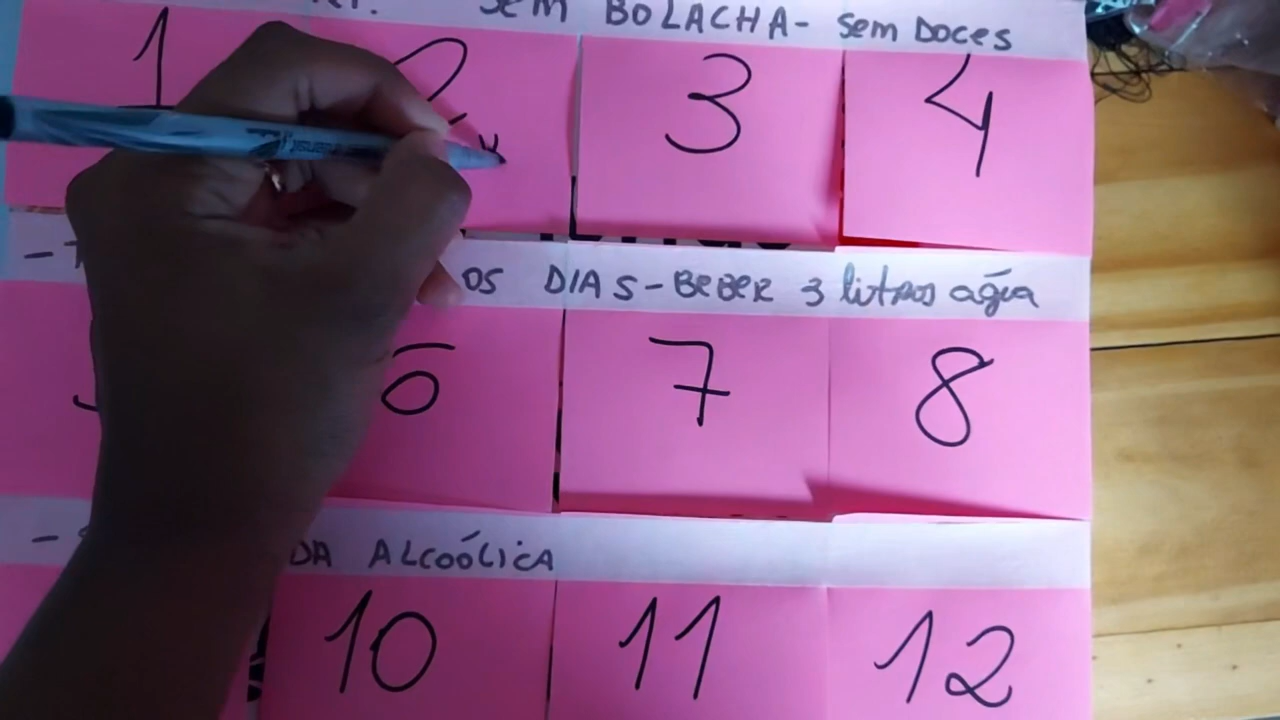 SEM BOLACHA- Sem DOCES
1 2 3 4
OS DIAS-BEBER 3 litros água
6 7 8
DA ALCOÓLICA
10 11 12